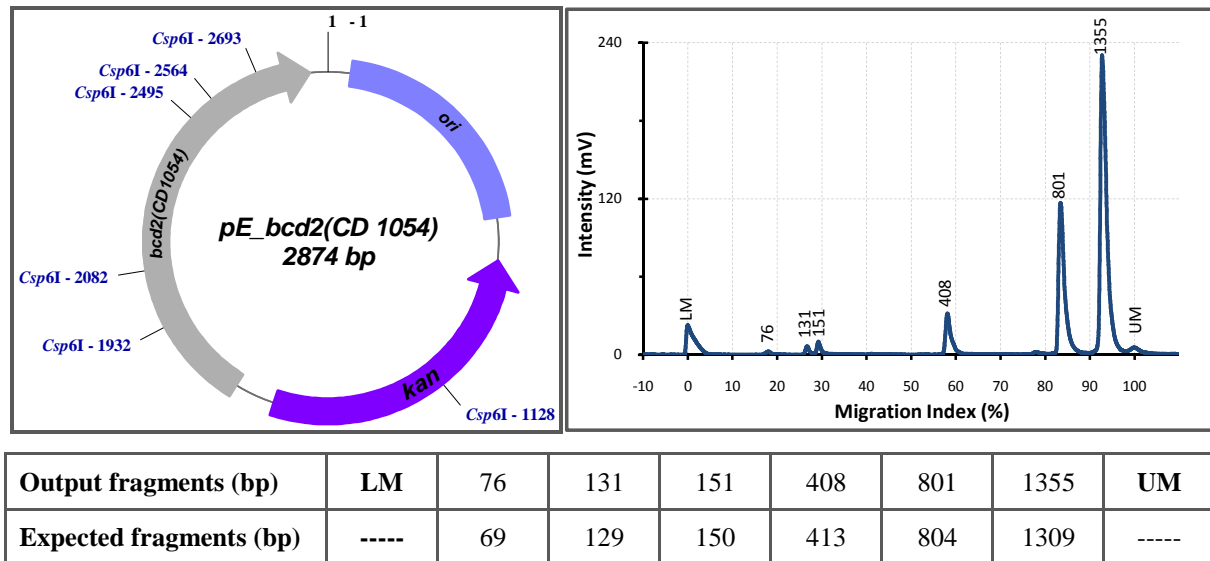 1 - 1
Csp6I - 2693
Csp6I - 2564
Csp6I - 2495
Csp6I - 2082
Csp6I - 1932
Csp6I - 1128
ori
kan
bcd2(CD1054)
pE_bcd2(CD 1054)
2874 bp
Intensity (mV)
240
120
0
LM
76
131
151
408
801
1355
UM
-10 0 10 20 30 40 50 60 70 80 90 100
Migration Index (%)
Output fragments (bp) LM 76 131 151 408 801 1355 UM
Expected fragments (bp) ----- 69 129 150 413 804 1309 -----